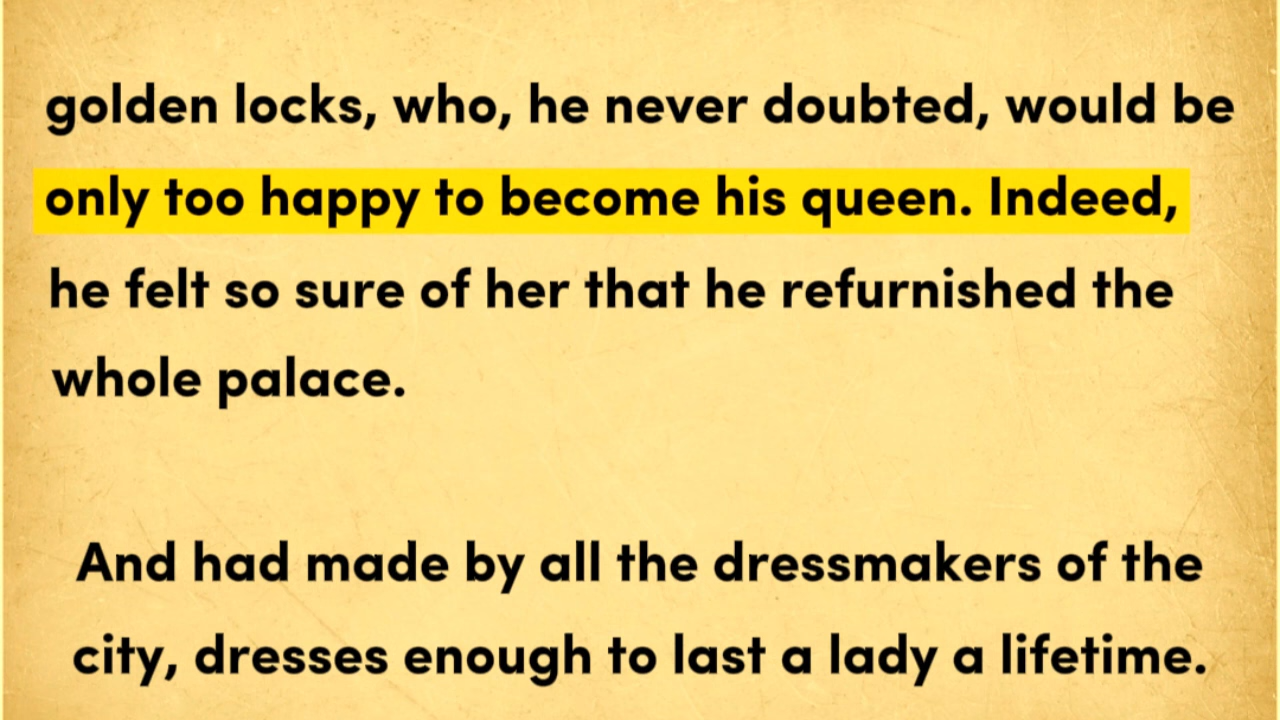 golden locks, who, he never doubted, would be
only too happy to become his queen. Indeed,
he felt so sure of her that he refurnished the
whole palace.
And had made by all the dressmakers of the
city, dresses enough to last a lady a lifetime.